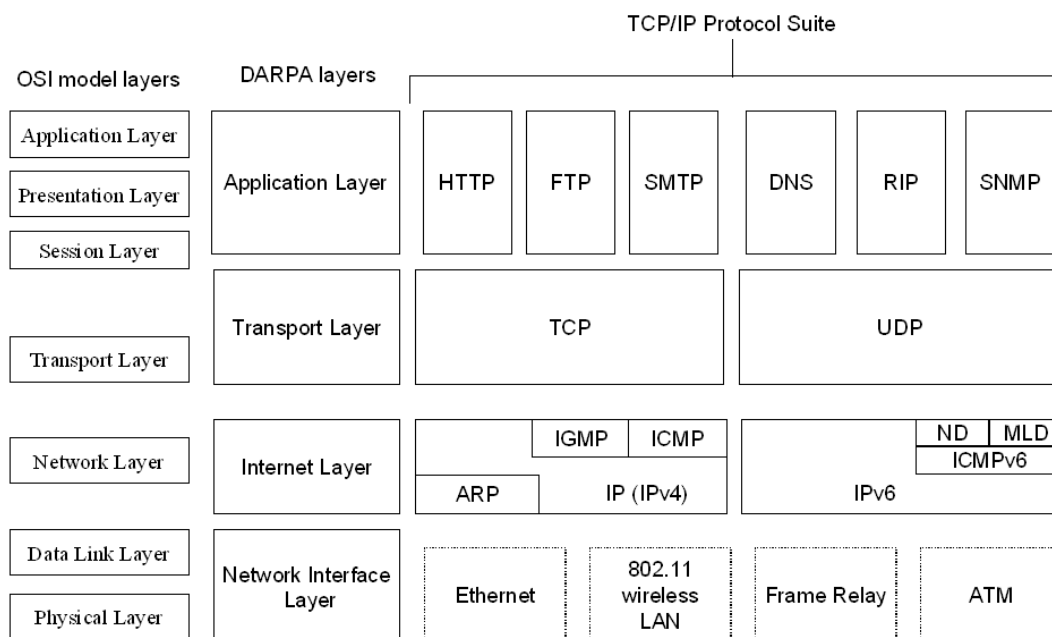 TCP/IP Protocol Suite
OSI model layers
DARPA layers
Application Layer
Presentation Layer
Session Layer
Application Layer
HTTP
FTP
SMTP
DNS
RIP
SNMP
Transport Layer
Transport Layer
TCP
UDP
Network Layer
Internet Layer
IGMP
ICMP
ARP
IP (IPv4)
ND
MLD
ICMPv6
IPv6
Data Link Layer
Physical Layer
Network Interface
Layer
Ethernet
802.11
wireless
LAN
Frame Relay
ATM